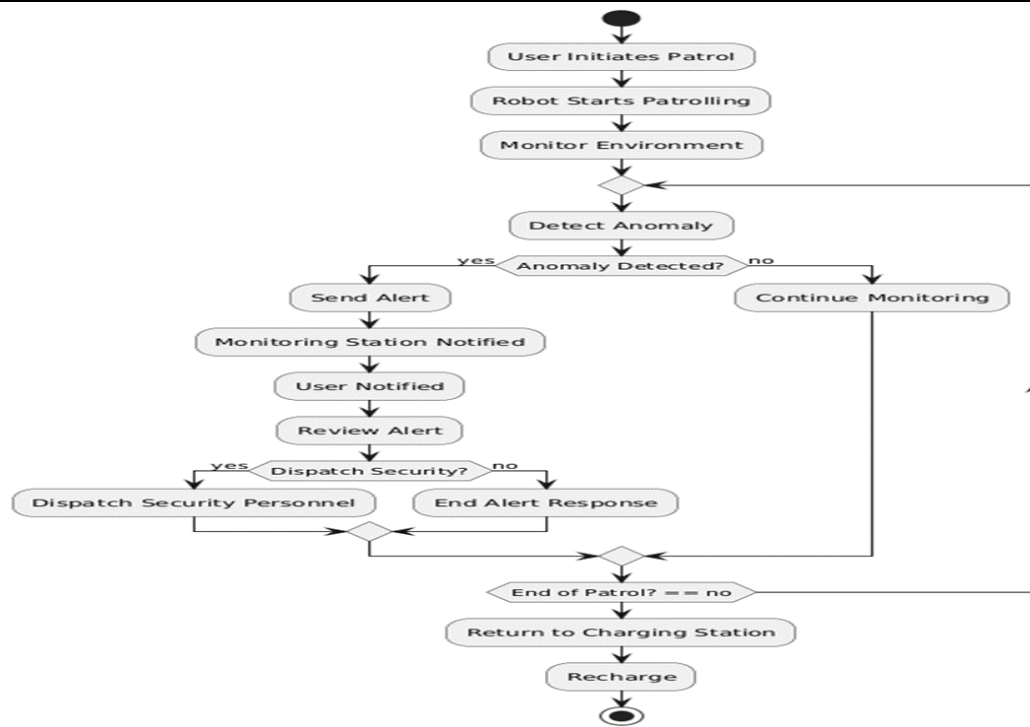 User Initiates Patrol
Robot Starts Patrolling
Monitor Environment
Detect Anomaly
yes
Anomaly Detected?
no
Send Alert
Continue Monitoring
Monitoring Station Notified
User Notified
Review Alert
yes
Dispatch Security?
no
Dispatch Security Personnel
End Alert Response
End of Patrol? == no
Return to Charging Station
Recharge